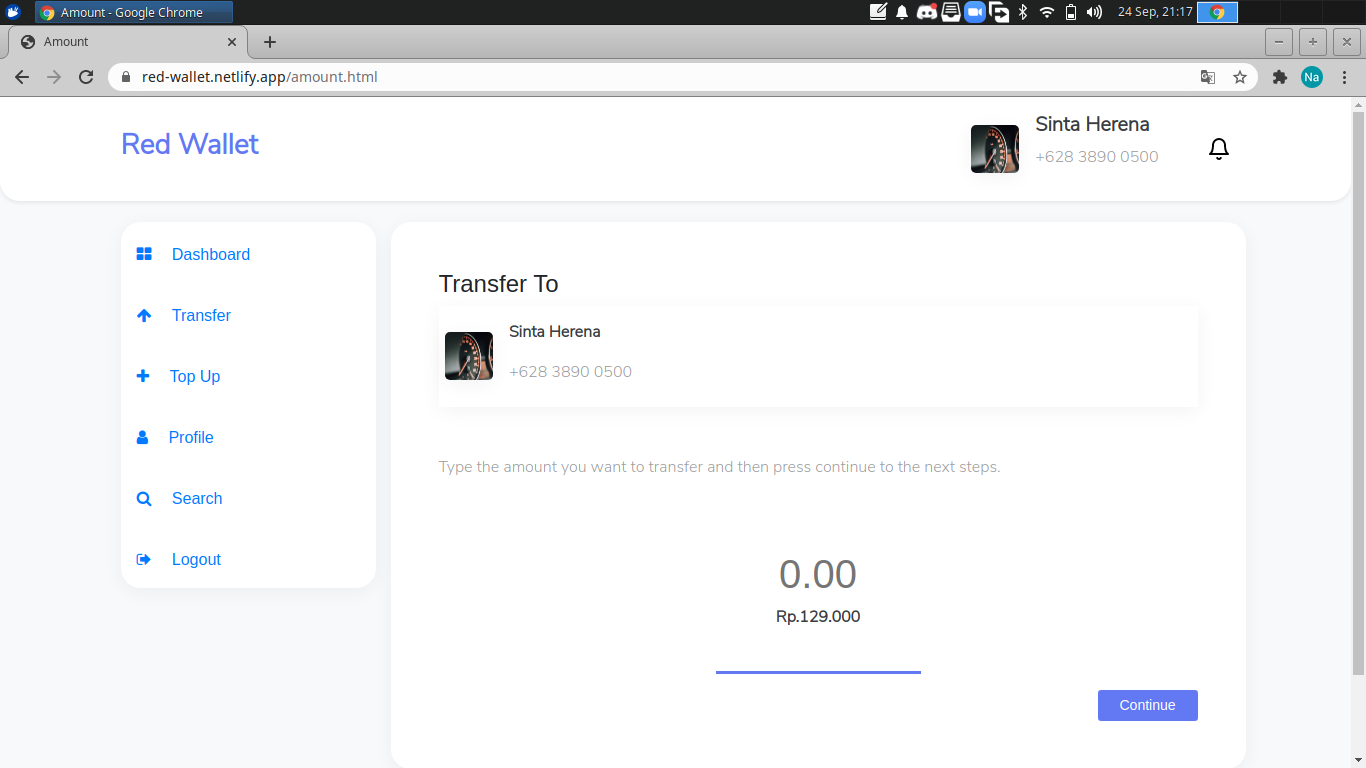 Amount - Google Chrome
24 Sep, 21:17
Amount
red-wallet.netlify.app/amount.html
Na
Red Wallet
Sinta Herena
+628 3890 0500
Dashboard
Transfer
Top Up
Profile
Search
Logout
Transfer To
Sinta Herena
+628 3890 0500
Type the amount you want to transfer and then press continue to the next steps.
0.00
Rp.129.000
Continue